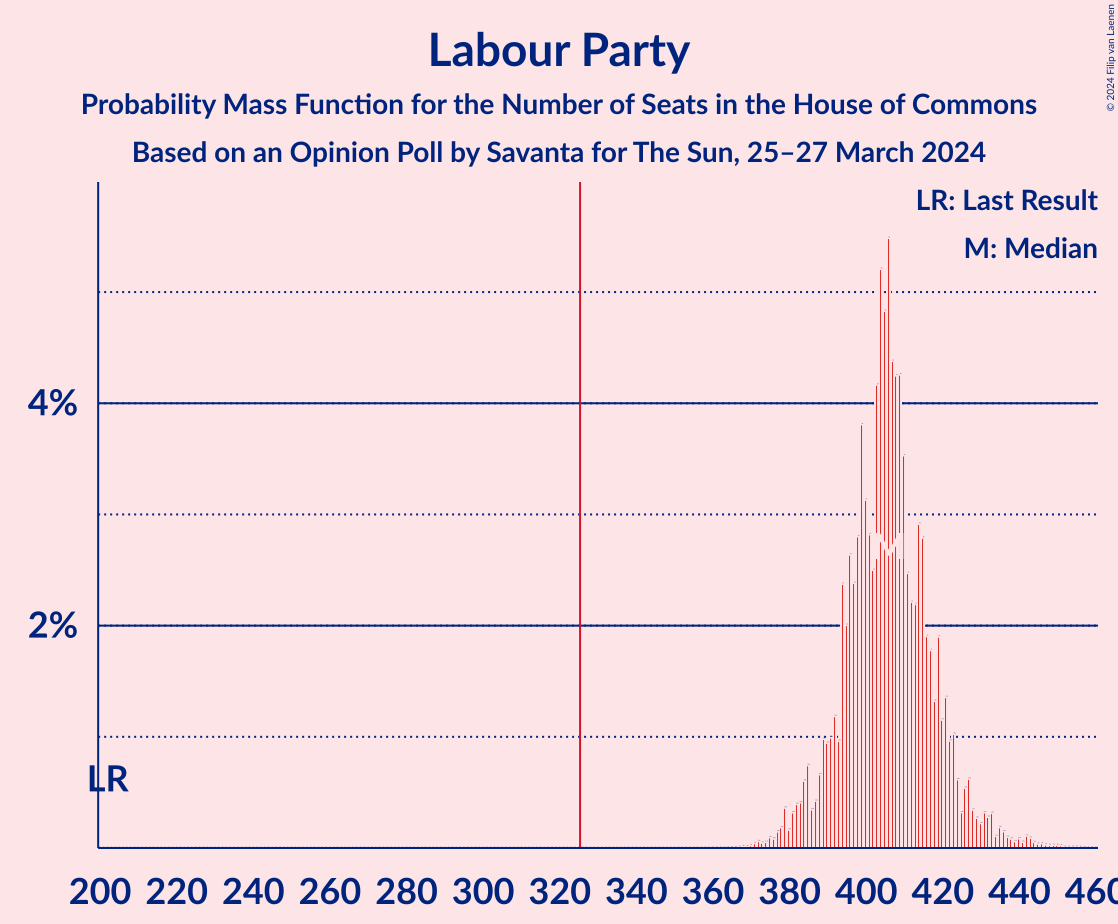 Labour Party
Probability Mass Function for the Number of Seats in the House of Commons
Based on an Opinion Poll by Savanta for The Sun, 25–27 March 2024
© 2024 Filip van Laenen
LR: Last Result
M: Median
4%
2%
LR
M
200 220 240 260 280 300 320 340 360 380 400 420 440 460